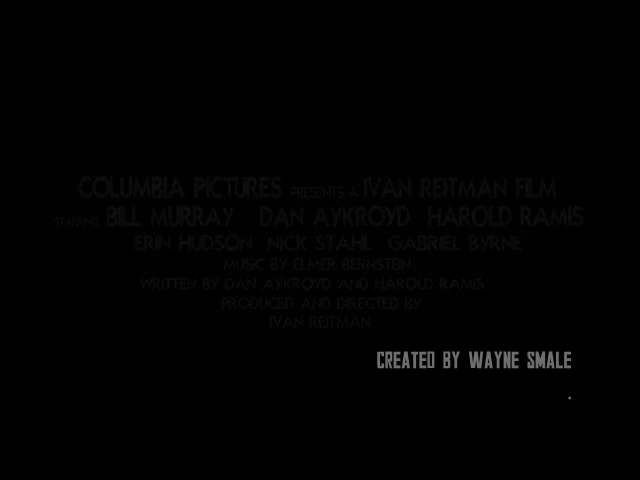 COLUMBIA PICTURES PRESENTS A IVAN REITMAN FILM
STARRING BILL MURRAY DAN AYKROYD HAROLD RAMIS
ERIN HUDSON NICK STAHL GABRIEL BYRNE
MUSIC BY ELMER BERNSTEIN
WRITTEN BY DAN AYKROYD AND HAROLD RAMIS
PRODUCED AND DIRECTED BY
IVAN REITMAN
CREATED BY WAYNE SMALE
.